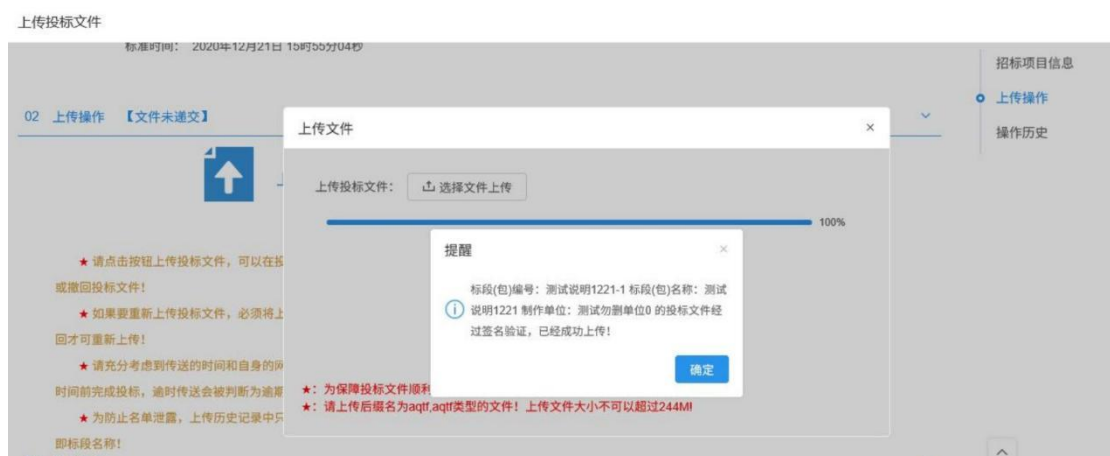 上传投标文件
标准时间： 2020年12月21日 15时55分04秒
招标项目信息
上传操作
操作历史
02 上传操作 【文件未递交】
上传文件
上传投标文件：
选择文件上传
100%
★ 请点击按钮上传投标文件，可以在投
或撤回投标文件！
★ 如果要重新上传投标文件，必须将上
回才可重新上传！
★ 请充分考虑到传送的时间和自身的网
时间前完成投标，逾时传送会被判断为逾期
★ 为防止名单泄露，上传历史记录中只
即标段名称！
提醒
标段(包)编号：测试说明1221-1 标段(包)名称：测试
说明1221 制作单位：测试勿删单位0 的投标文件经
过签名验证，已经成功上传！
确定
★：为保障投标文件顺利
★：请上传后缀名为aqtf,aqtf类型的文件！上传文件大小不可以超过244M!